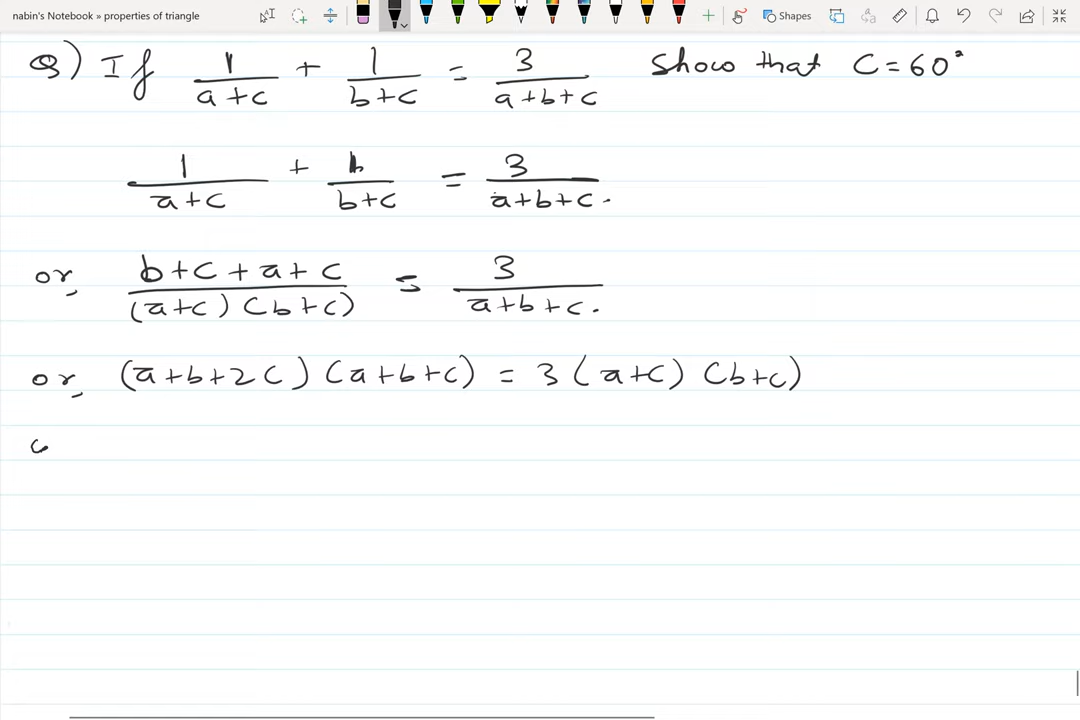 nabin's Notebook » properties of triangle Shapes
Q) If 1/(a+c) + 1/(b+c) = 3/(a+b+c) Show that C = 60°
1/(a+c) + 1/(b+c) = 3/(a+b+c).
or, (b+c+a+c)/((a+c)(b+c)) = 3/(a+b+c).
or, (a+b+2c)(a+b+c) = 3(a+c)(b+c)